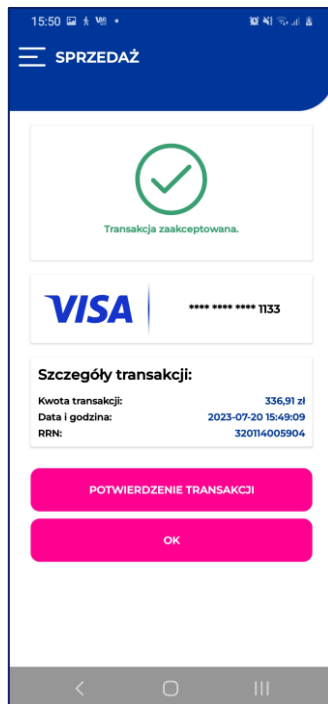 15:50
SPRZEDAŻ
Transakcja zaakceptowana.
VISA
**** **** **** 1133
Szczegóły transakcji:
Kwota transakcji: 336,91 zł
Data i godzina: 2023-07-20 15:49:09
RRN: 320114005904
POTWIERDZENIE TRANSAKCJI
OK